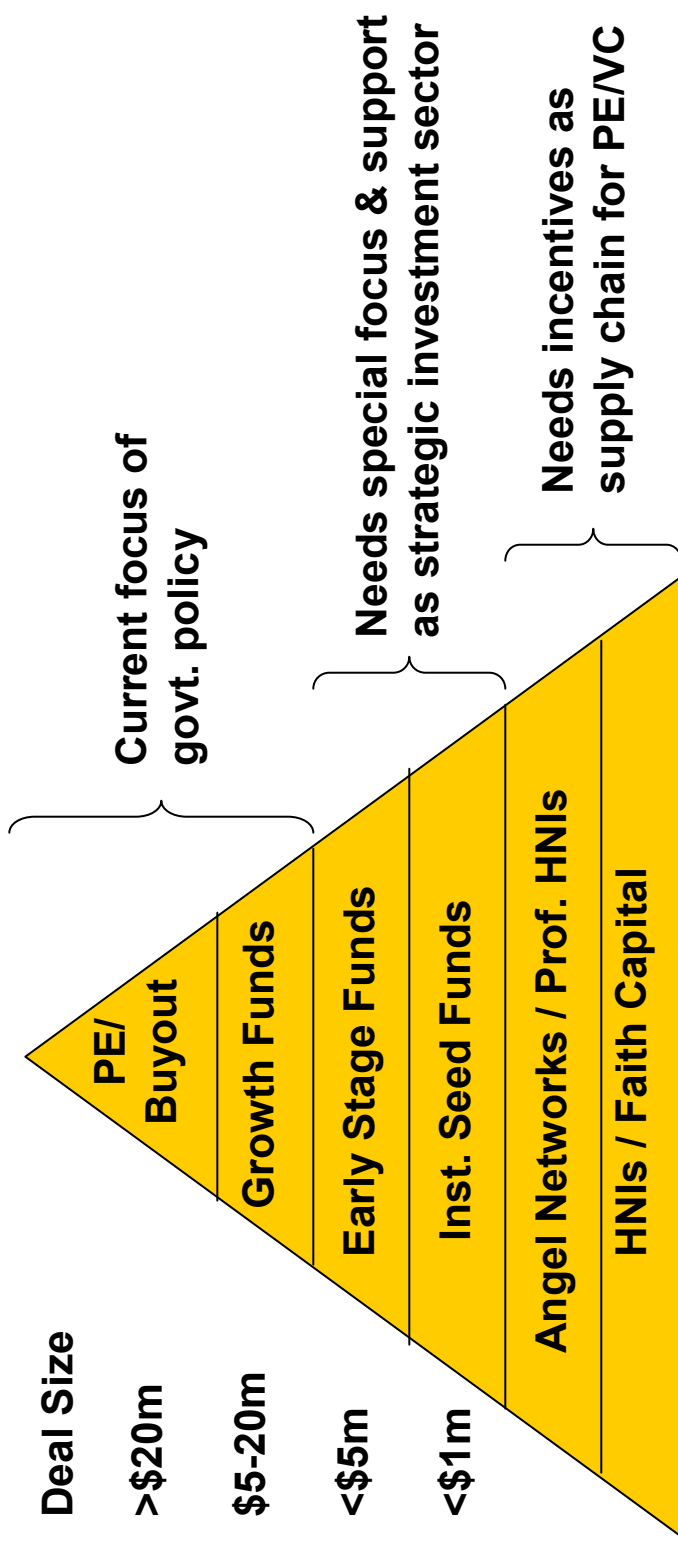 Deal Size
>$20m
$5-20m
<$5m
<$1m
PE/
Buyout
Growth Funds
Early Stage Funds
Inst. Seed Funds
Angel Networks / Prof. HNIs
HNIs / Faith Capital
Current focus of
govt. policy
Needs special focus & support
as strategic investment sector
Needs incentives as
supply chain for PE/VC